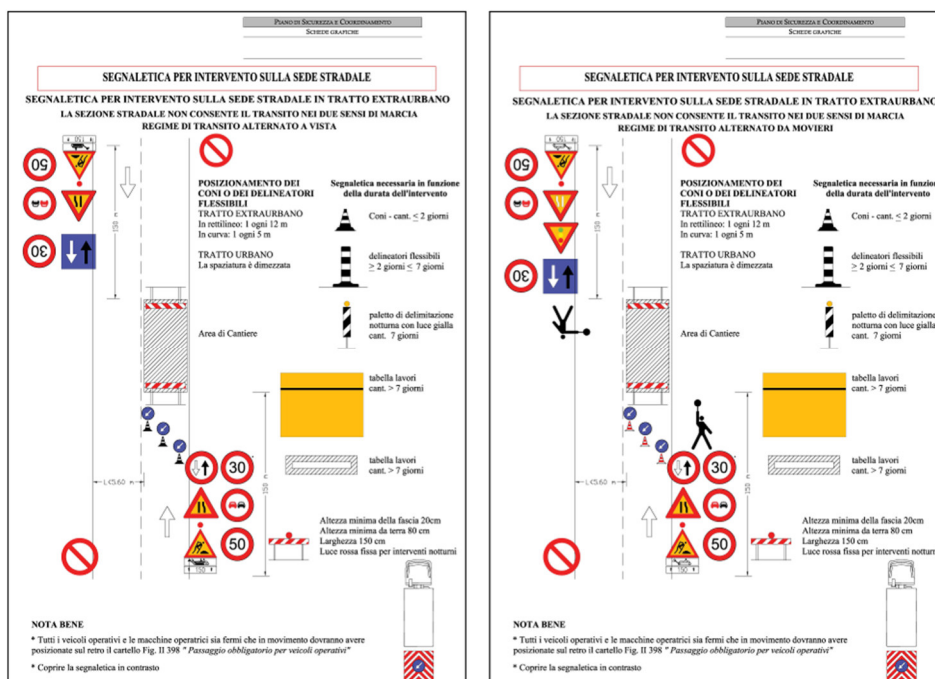 PIANO DI SICUREZZA E COORDINAMENTO
SCHEDE GRAFICHE
SEGNALETICA PER INTERVENTO SULLA SEDE STRADALE
SEGNALETICA PER INTERVENTO SULLA SEDE STRADALE IN TRATTO EXTRAURBANO
LA SEZIONE STRADALE NON CONSENTE IL TRANSITO NEI DUE SENSI DI MARCIA
REGIME DI TRANSITO ALTERNATO A VISTA
150
50
30
150 m
POSIZIONAMENTO DEI
CONI O DEI DELINEATORI
FLESSIBILI
TRATTO EXTRAURBANO
In rettilineo: 1 ogni 12 m
In curva: 1 ogni 5 m
TRATTO URBANO
La spaziatura è dimezzata
Segnaletica necessaria in funzione
della durata dell'intervento
Coni - cant. ≤ 2 giorni
delineatori flessibili
≥ 2 giorni ≤ 7 giorni
paletto di delimitazione
notturna con luce gialla
cant. 7 giorni
Area di Cantiere
tabella lavori
cant. > 7 giorni
tabella lavori
cant. > 7 giorni
30
150 m
L<5.60 m
50
150
Altezza minima della fascia 20cm
Altezza minima da terra 80 cm
Larghezza 150 cm
Luce rossa fissa per interventi notturni
NOTA BENE
* Tutti i veicoli operativi e le macchine operatrici sia fermi che in movimento dovranno avere
posizionate sul retro il cartello Fig. II 398 " Passaggio obbligatorio per veicoli operativi"
* Coprire la segnaletica in contrasto
PIANO DI SICUREZZA E COORDINAMENTO
SCHEDE GRAFICHE
SEGNALETICA PER INTERVENTO SULLA SEDE STRADALE
SEGNALETICA PER INTERVENTO SULLA SEDE STRADALE IN TRATTO EXTRAURBANO
LA SEZIONE STRADALE NON CONSENTE IL TRANSITO NEI DUE SENSI DI MARCIA
REGIME DI TRANSITO ALTERNATO DA MOVIERI
150
50
30
150 m
POSIZIONAMENTO DEI
CONI O DEI DELINEATORI
FLESSIBILI
TRATTO EXTRAURBANO
In rettilineo: 1 ogni 12 m
In curva: 1 ogni 5 m
TRATTO URBANO
La spaziatura è dimezzata
Segnaletica necessaria in funzione
della durata dell'intervento
Coni - cant. ≤ 2 giorni
delineatori flessibili
≥ 2 giorni ≤ 7 giorni
paletto di delimitazione
notturna con luce gialla
cant. 7 giorni
Area di Cantiere
tabella lavori
cant. > 7 giorni
tabella lavori
cant. > 7 giorni
30
150 m
L<5.60 m
50
150
Altezza minima della fascia 20cm
Altezza minima da terra 80 cm
Larghezza 150 cm
Luce rossa fissa per interventi notturni
NOTA BENE
* Tutti i veicoli operativi e le macchine operatrici sia fermi che in movimento dovranno avere
posizionate sul retro il cartello Fig. II 398 " Passaggio obbligatorio per veicoli operativi"
* Coprire la segnaletica in contrasto